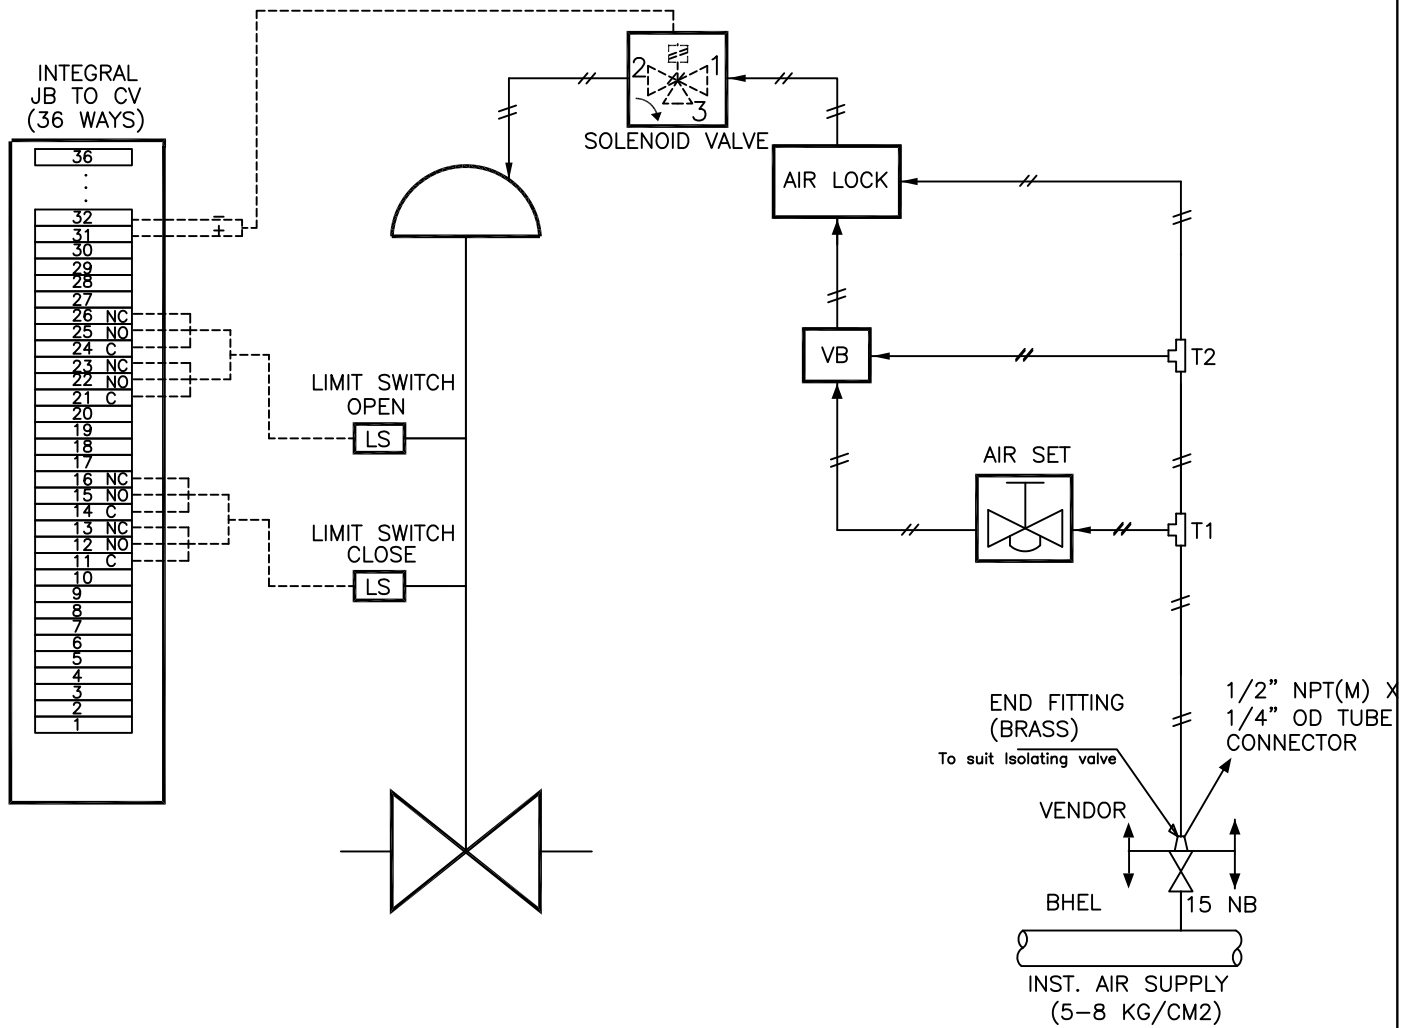 INTEGRAL
JB TO CV
(36 WAYS)
36
32 −
31 +
30
29
28
27
26 NC
25 NO
24 C
23 NC
22 NO
21 C
20
19
18
17
16 NC
15 NO
14 C
13 NC
12 NO
11 C
10
9
8
7
6
5
4
3
2
1
LIMIT SWITCH
OPEN
LS
LIMIT SWITCH
CLOSE
LS
2 1
3
SOLENOID VALVE
AIR LOCK
VB
T2
AIR SET
T1
END FITTING
(BRASS)
To suit Isolating valve
1/2” NPT(M) X
1/4” OD TUBE
CONNECTOR
VENDOR
BHEL
15 NB
INST. AIR SUPPLY
(5−8 KG/CM2)